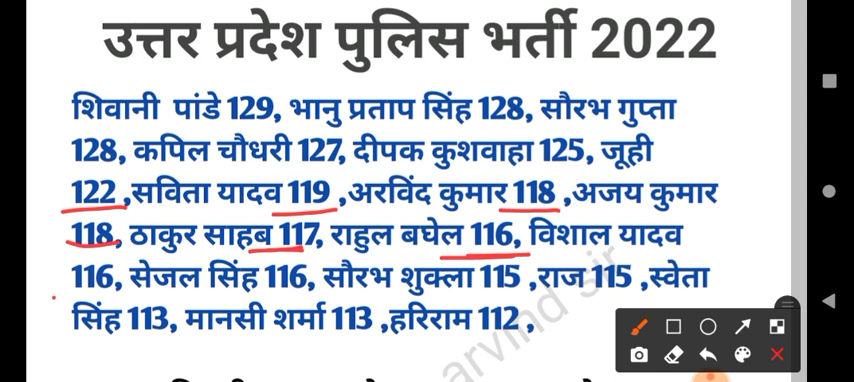 उत्तर प्रदेश पुलिस भर्ती 2022
शिवानी पांडे 129, भानु प्रताप सिंह 128, सौरभ गुप्ता
128, कपिल चौधरी 127, दीपक कुशवाहा 125, जूही
122 ,सविता यादव 119 ,अरविंद कुमार 118 ,अजय कुमार
118, ठाकुर साहब 117, राहुल बघेल 116, विशाल यादव
116, सेजल सिंह 116, सौरभ शुक्ला 115 ,राज 115 ,स्वेता
सिंह 113, मानसी शर्मा 113 ,हरिराम 112 ,
arvind sir